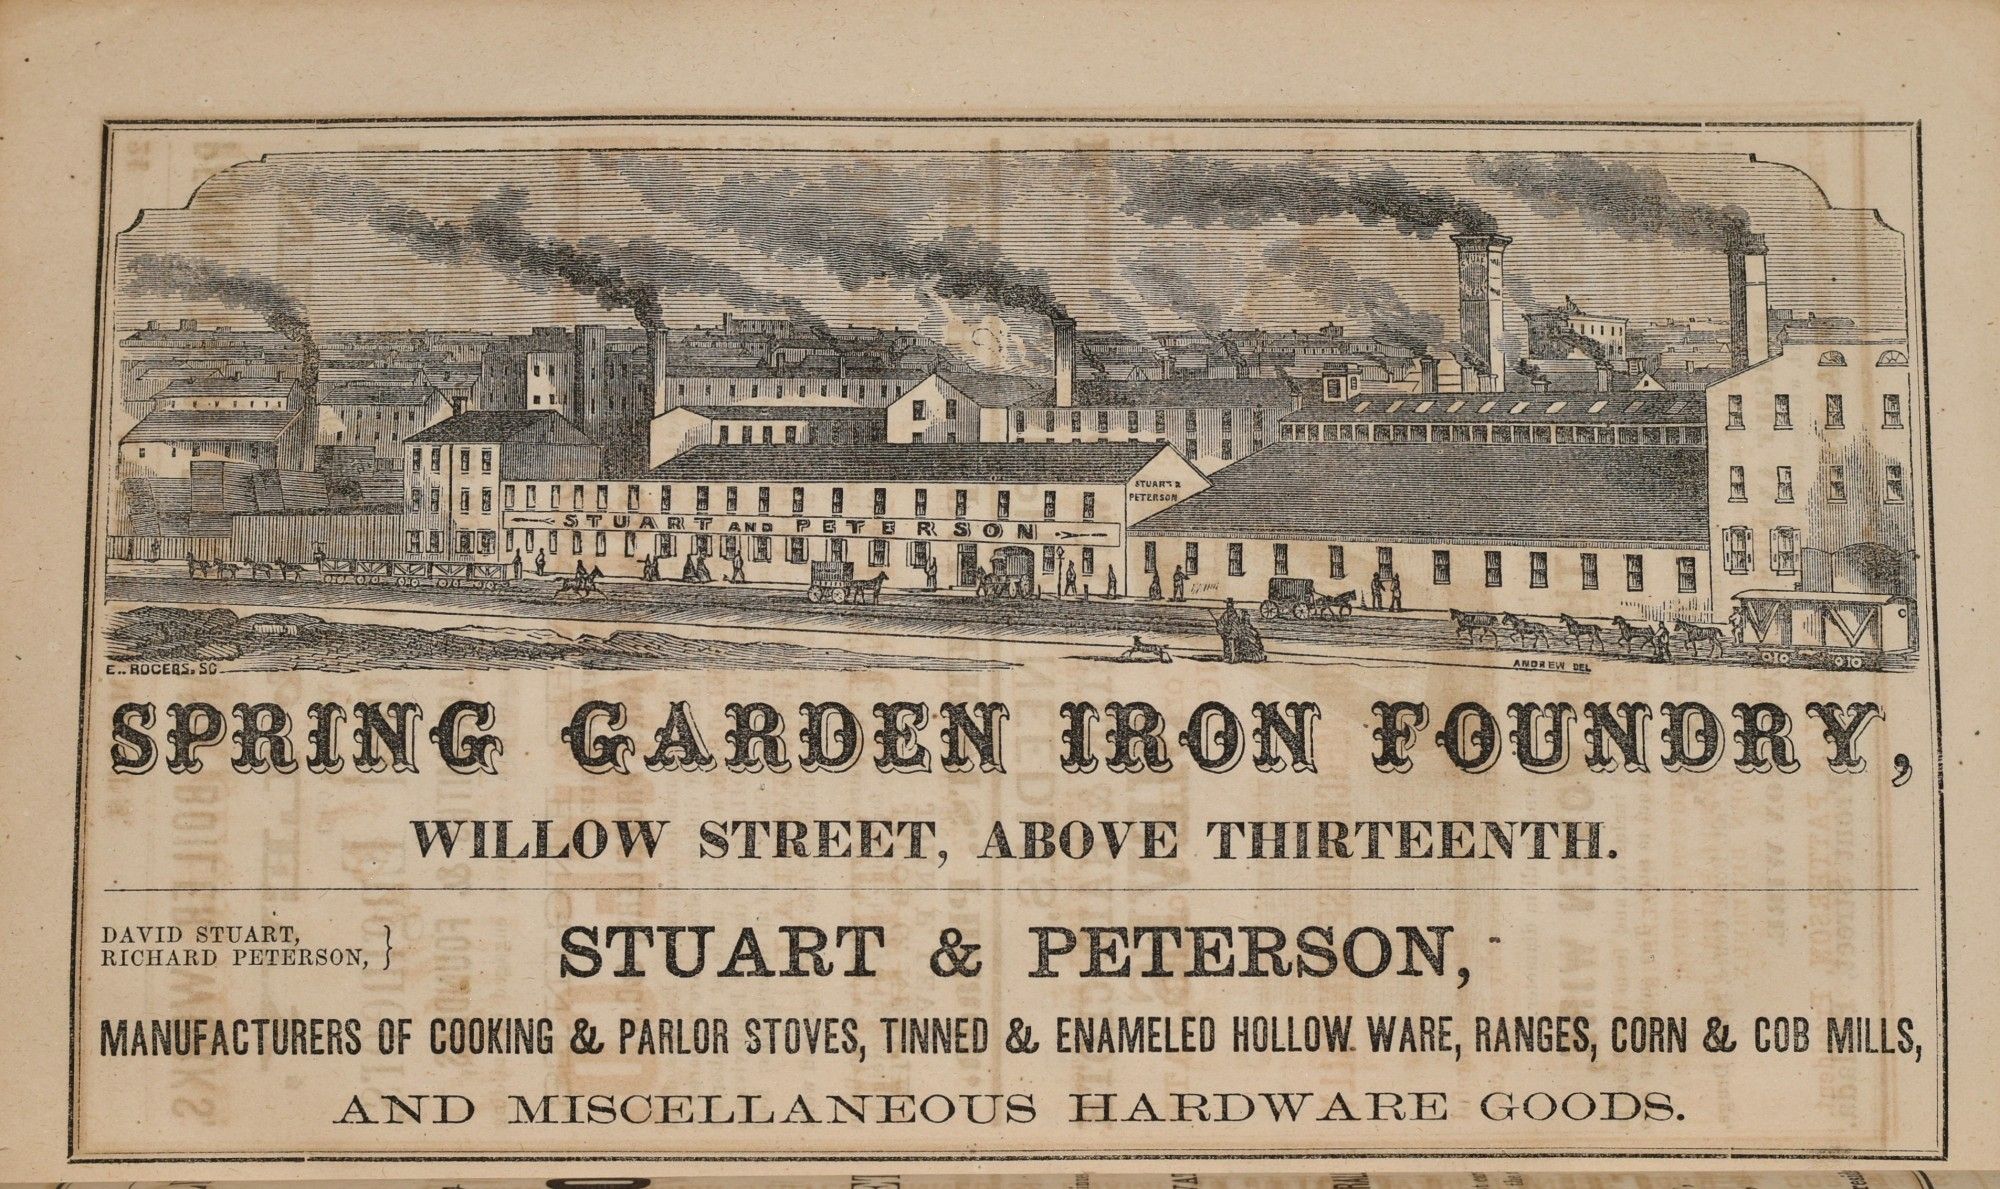 STUART &
PETERSON
STUART AND PETERSON
E. ROGERS. SC.
ANDREW DEL
SPRING GARDEN IRON FOUNDRY,
WILLOW STREET, ABOVE THIRTEENTH.
DAVID STUART,
RICHARD PETERSON, }
STUART & PETERSON,
MANUFACTURERS OF COOKING & PARLOR STOVES, TINNED & ENAMELED HOLLOW WARE, RANGES, CORN & COB MILLS,
AND MISCELLANEOUS HARDWARE GOODS.